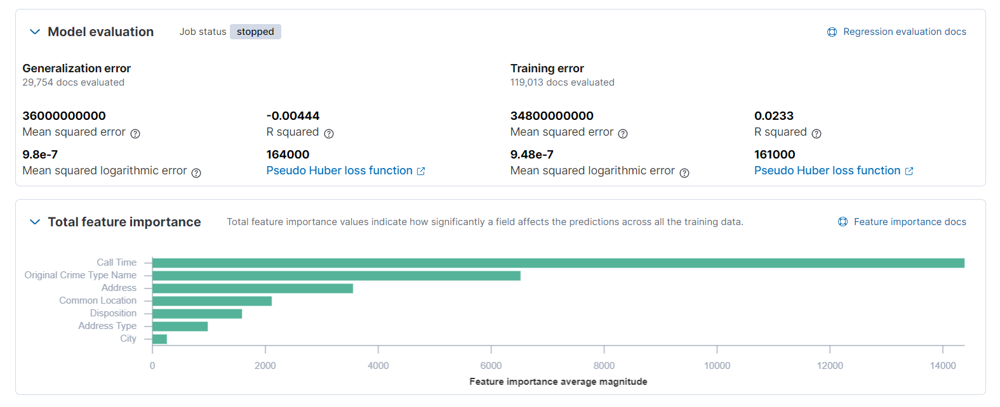 Model evaluation
Job status stopped
Regression evaluation docs
Generalization error
29,754 docs evaluated
Training error
119,013 docs evaluated
36000000000
Mean squared error
-0.00444
R squared
34800000000
Mean squared error
0.0233
R squared
9.8e-7
Mean squared logarithmic error
164000
Pseudo Huber loss function
9.48e-7
Mean squared logarithmic error
161000
Pseudo Huber loss function
Total feature importance
Total feature importance values indicate how significantly a field affects the predictions across all the training data.
Feature importance docs
Call Time
Original Crime Type Name
Address
Common Location
Disposition
Address Type
City
0 2000 4000 6000 8000 10000 12000 14000
Feature importance average magnitude